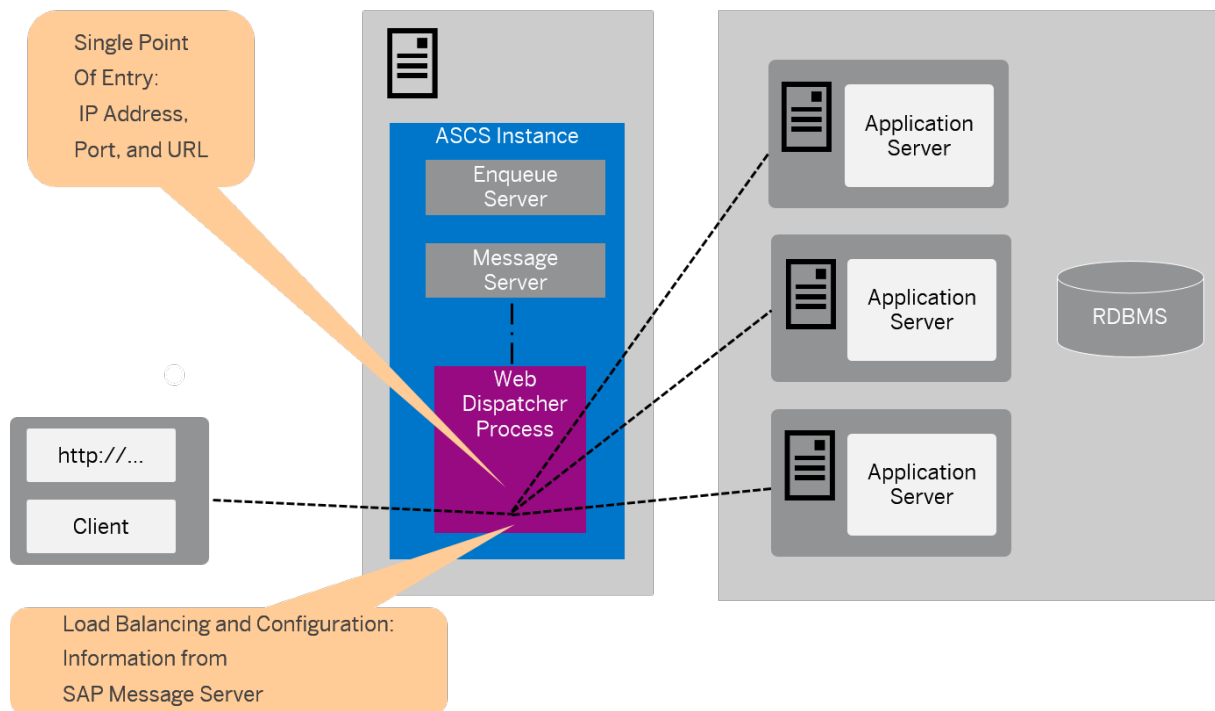 Single Point
Of Entry:
IP Address,
Port, and URL
ASCS Instance
Enqueue
Server
Message
Server
Web
Dispatcher
Process
Application
Server
Application
Server
Application
Server
RDBMS
http://...
Client
Load Balancing and Configuration:
Information from
SAP Message Server